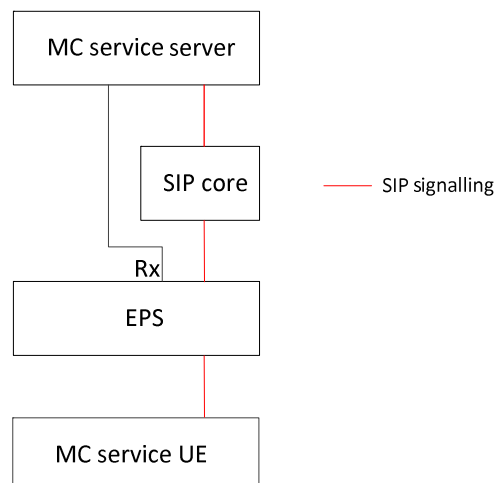 MC service server
SIP core
SIP signalling
Rx
EPS
MC service UE